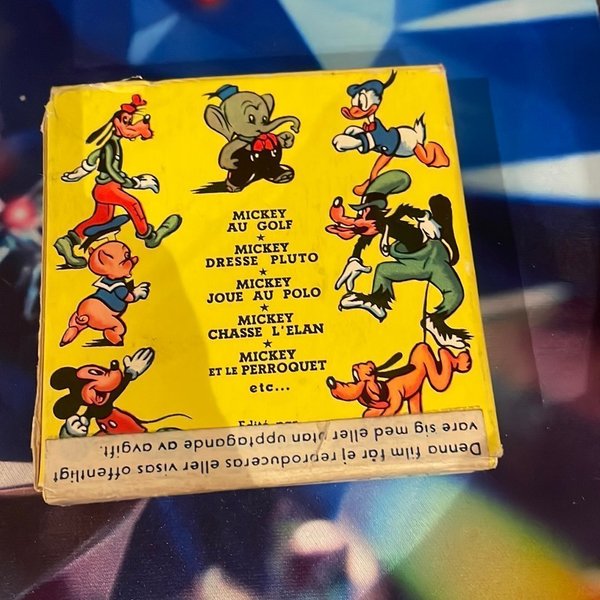 MICKEY
AU GOLF
★
MICKEY
DRESSE PLUTO
★
MICKEY
JOUE AU POLO
★
MICKEY
CHASSE L'ELAN
★
MICKEY
ET LE PERROQUET
etc...
Denna film får ej reproduceras eller visas offentligt
vare sig med eller utan upptagande av avgift.